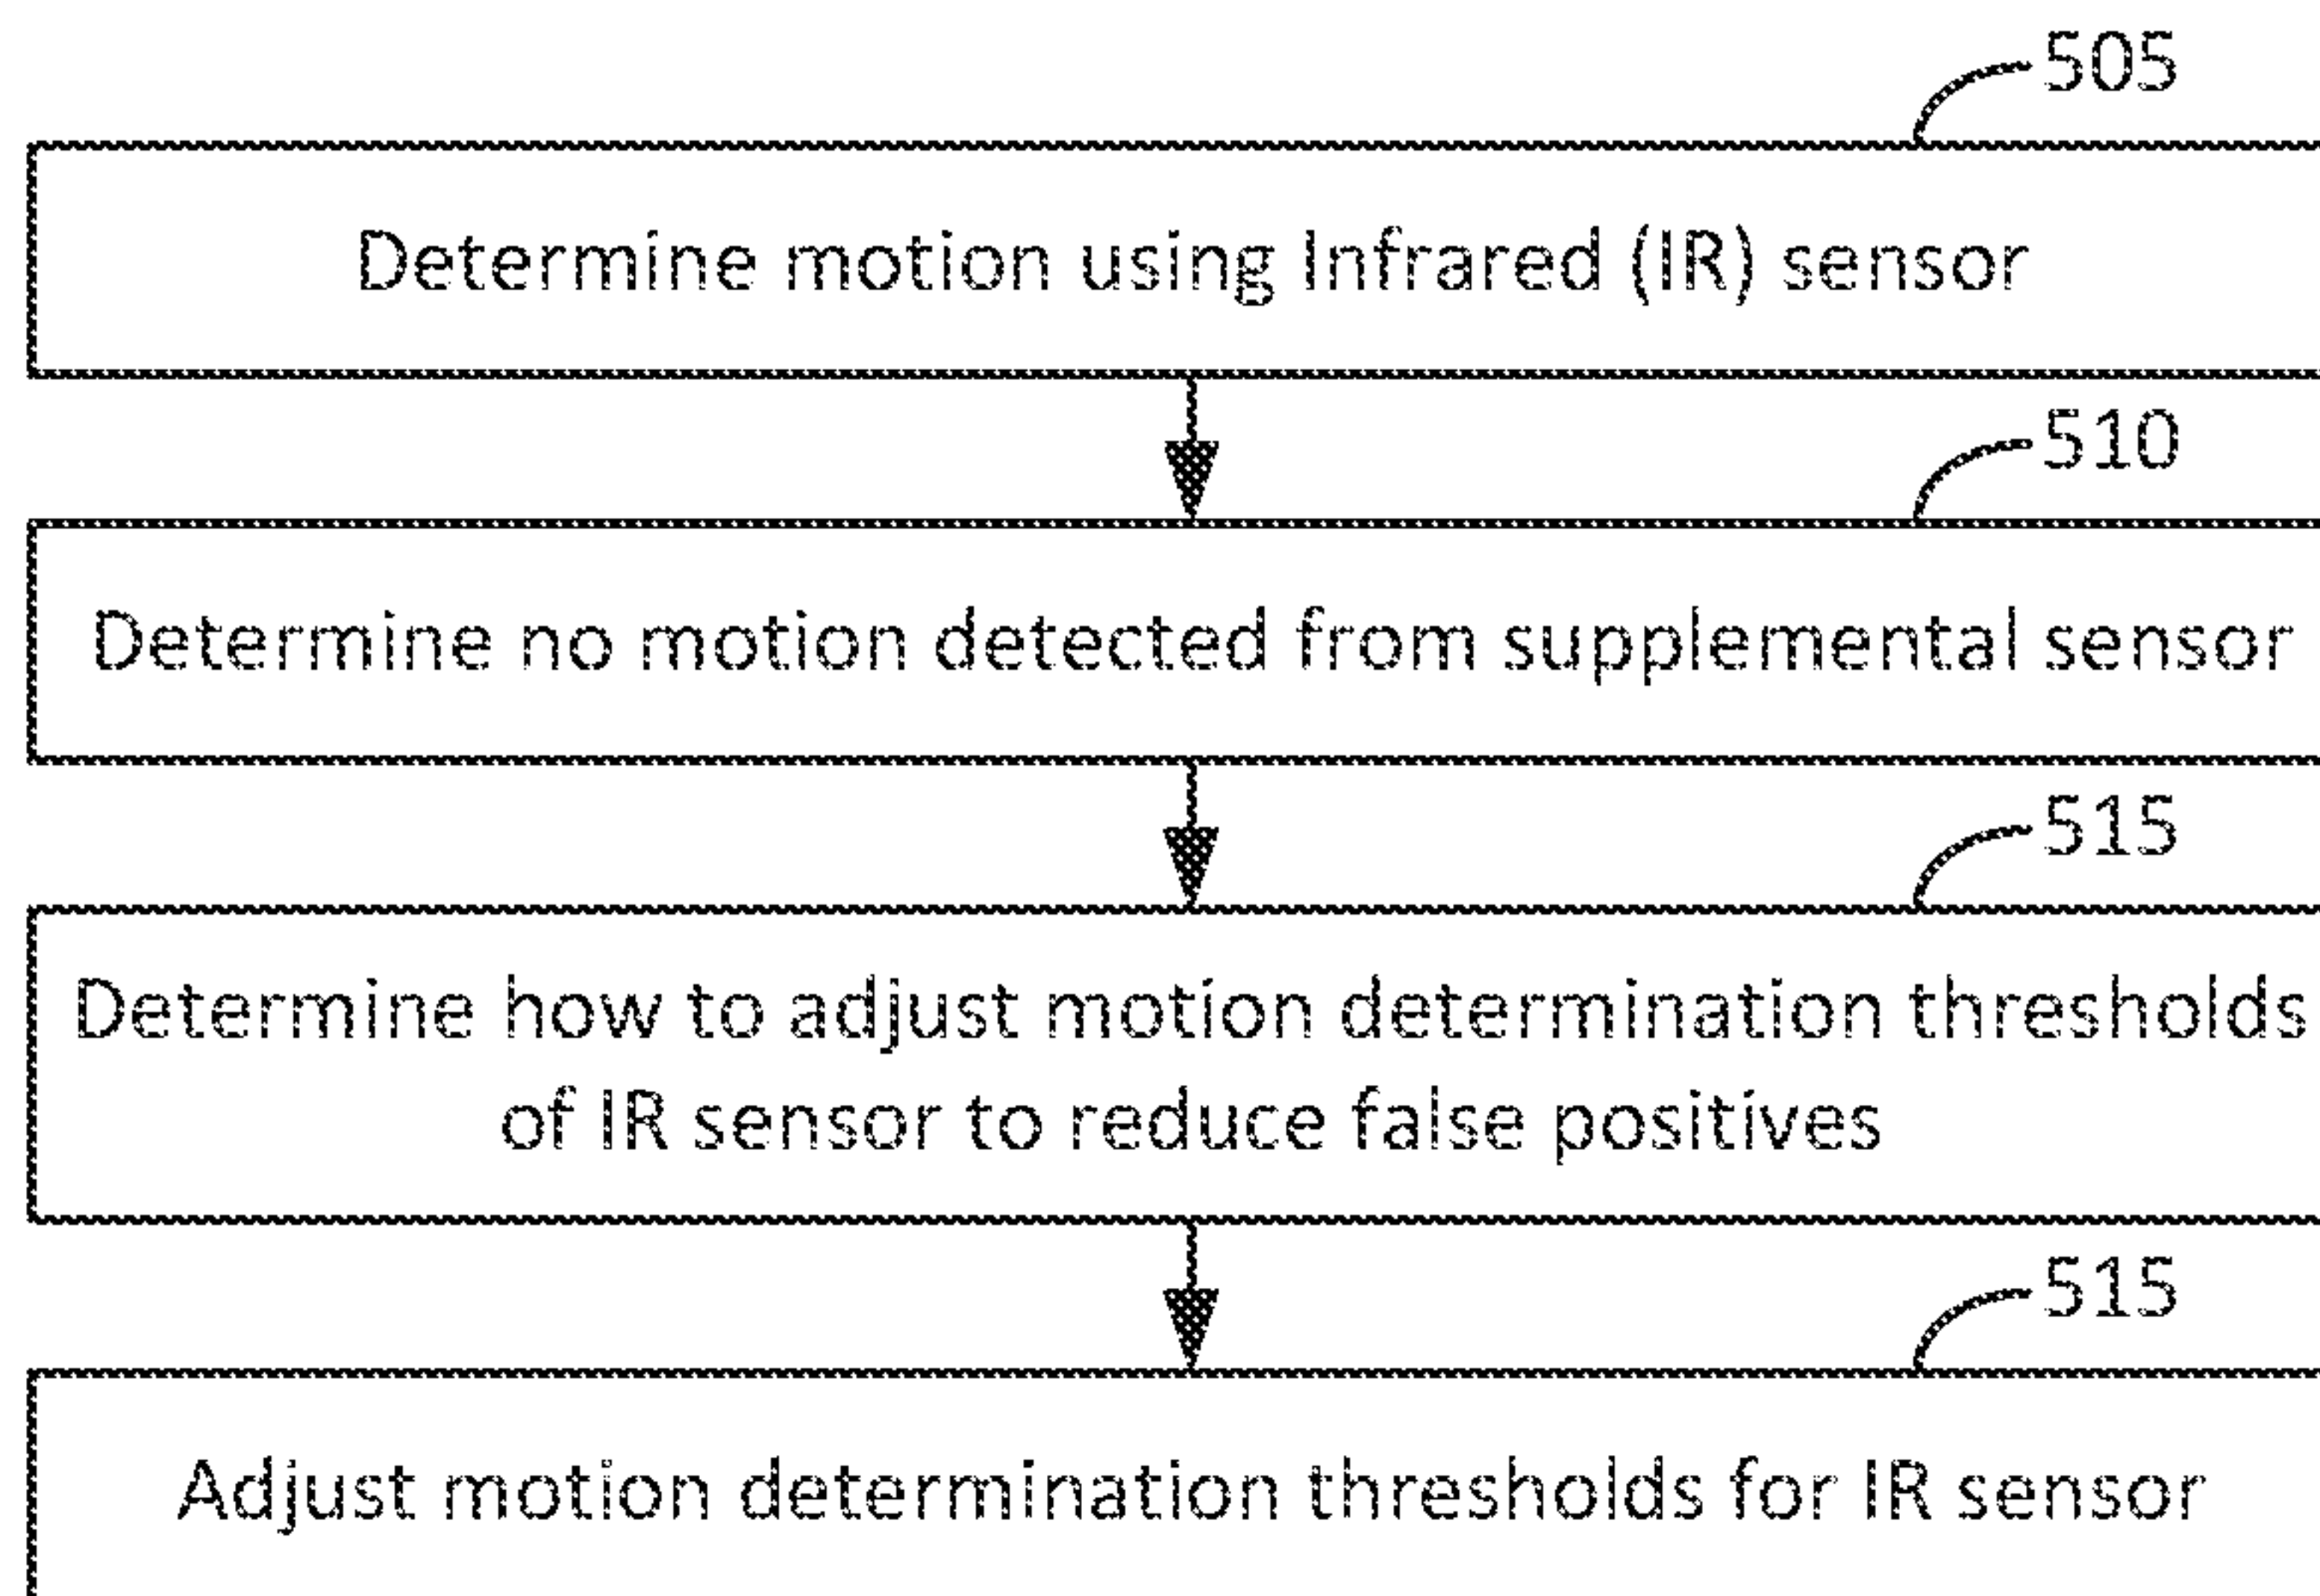 505
Determine motion using Infrared (IR) sensor
510
Determine no motion detected from supplemental sensor
515
Determine how to adjust motion determination thresholds
of IR sensor to reduce false positives
515
Adjust motion determination thresholds for IR sensor